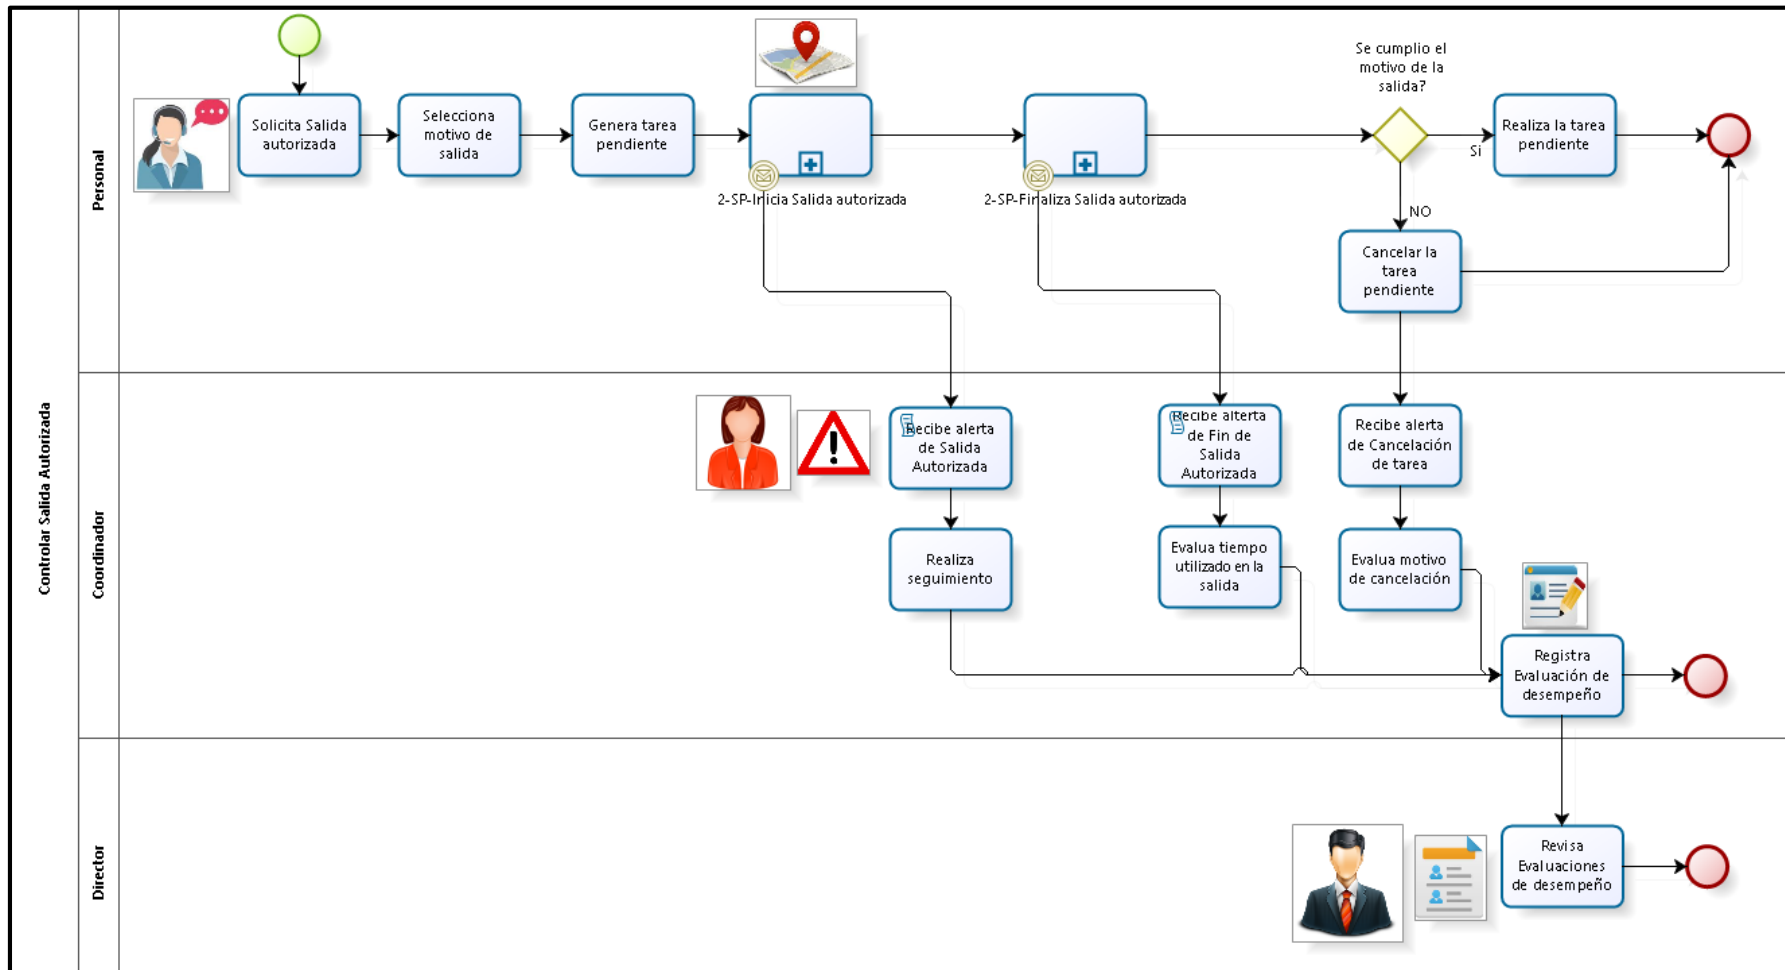 Controlar Salida Autorizada
Personal
Solicita Salida
autorizada
Selecciona
motivo de
salida
Genera tarea
pendiente
2-SP-Inicia Salida autorizada
2-SP-Finaliza Salida autorizada
Se cumplio el
motivo de la
salida?
Si
Realiza la tarea
pendiente
NO
Cancelar la
tarea
pendiente
Coordinador
Recibe alerta
de Salida
Autorizada
Realiza
seguimiento
Recibe alterta
de Fin de
Salida
Autorizada
Evalua tiempo
utilizado en la
salida
Recibe alerta
de Cancelación
de tarea
Evalua motivo
de cancelación
Registra
Evaluación de
desempeño
Director
Revisa
Evaluaciones
de desempeño